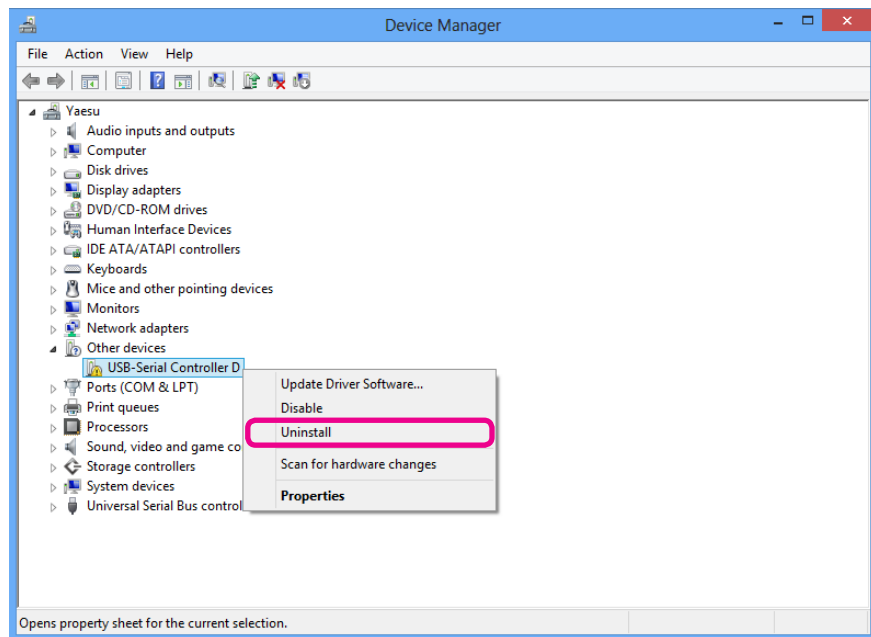 Device Manager
File Action View Help
Yaesu
Audio inputs and outputs
Computer
Disk drives
Display adapters
DVD/CD-ROM drives
Human Interface Devices
IDE ATA/ATAPI controllers
Keyboards
Mice and other pointing devices
Monitors
Network adapters
Other devices
USB-Serial Controller D
Ports (COM & LPT)
Print queues
Processors
Sound, video and game co
Storage controllers
System devices
Universal Serial Bus control
Update Driver Software...
Disable
Uninstall
Scan for hardware changes
Properties
Opens property sheet for the current selection.